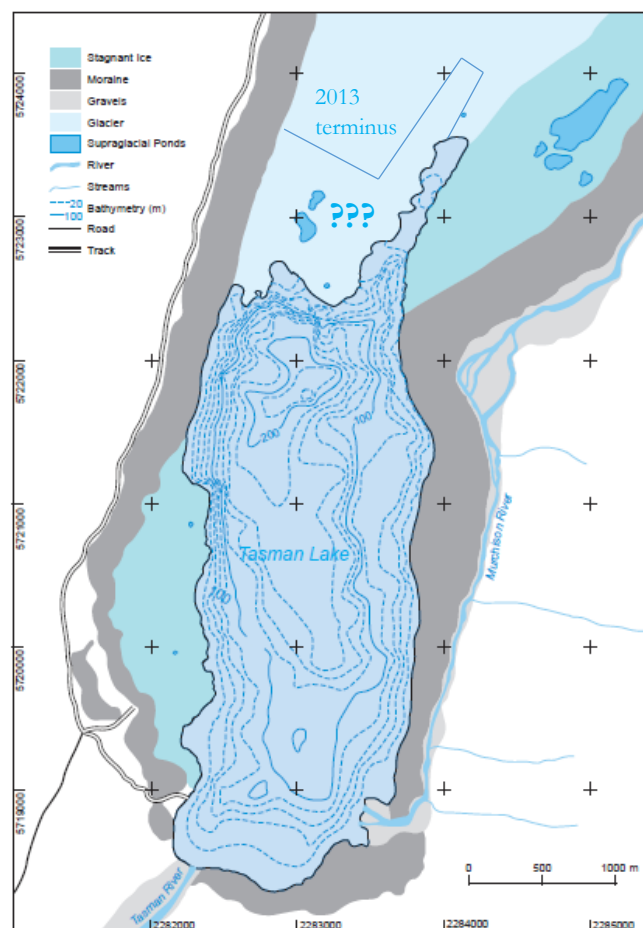 Stagnant Ice
Moraine
Gravels
Glacier
Supraglacial Ponds
River
Streams
20
100
Bathymetry (m)
Road
Track
2013
terminus
???
200
100
100
Tasman Lake
Murchison River
Tasman River
0 500 1000 m
5724000
5723000
5722000
5721000
5720000
5719000
2282000
2283000
2284000
2285000